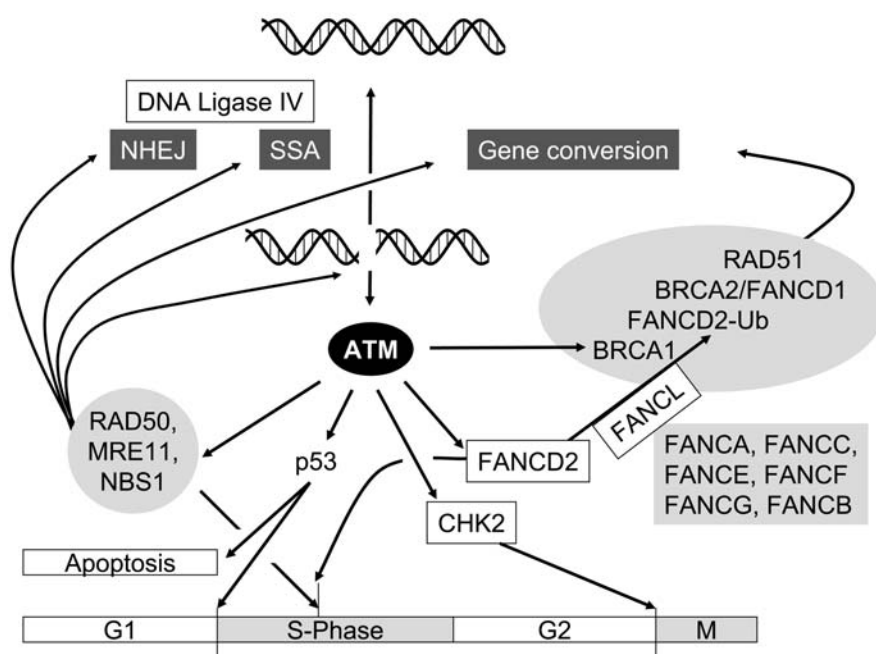 DNA Ligase IV
NHEJ
SSA
Gene conversion
RAD51
BRCA2/FANCD1
FANCD2-Ub
BRCA1
ATM
FANCL
RAD50,
MRE11,
NBS1
p53
FANCD2
FANCA, FANCC,
FANCE, FANCF
FANCG, FANCB
CHK2
Apoptosis
G1
S-Phase
G2
M